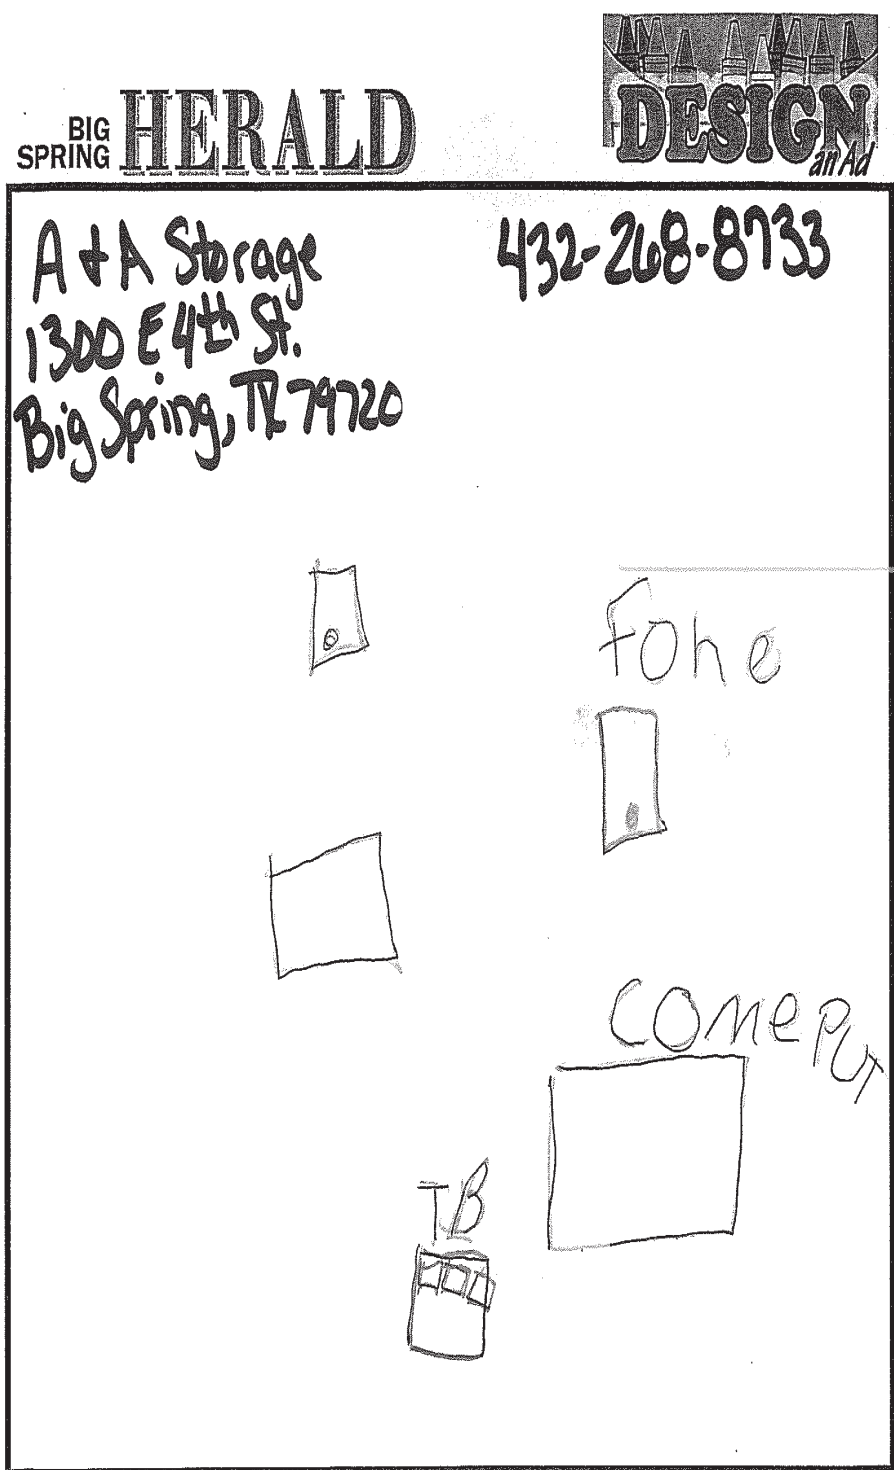 BIG
SPRING HERALD
DESIGN
an Ad
A & A Storage
432-268-8733
1300 E 4th St.
Big Spring, TX 79720
fohe
comeput
TB